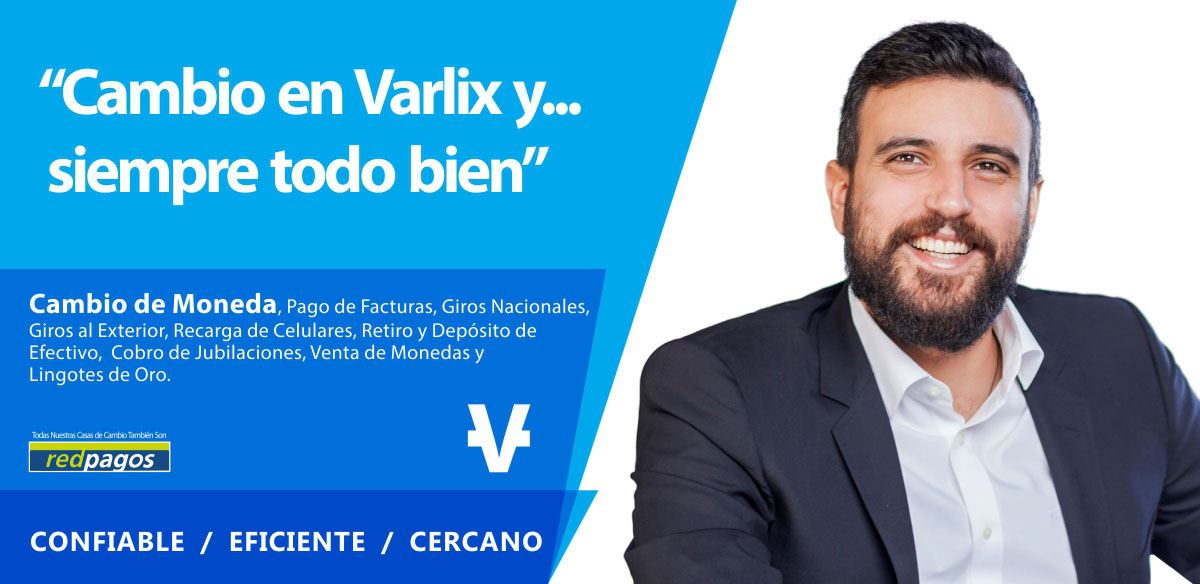 “Cambio en Varlix y...
siempre todo bien”
Cambio de Moneda, Pago de Facturas, Giros Nacionales,
Giros al Exterior, Recarga de Celulares, Retiro y Depósito de
Efectivo,  Cobro de Jubilaciones, Venta de Monedas y
Lingotes de Oro.
Todas Nuestras Casas de Cambio También Son
redpagos
V
CONFIABLE / EFICIENTE / CERCANO